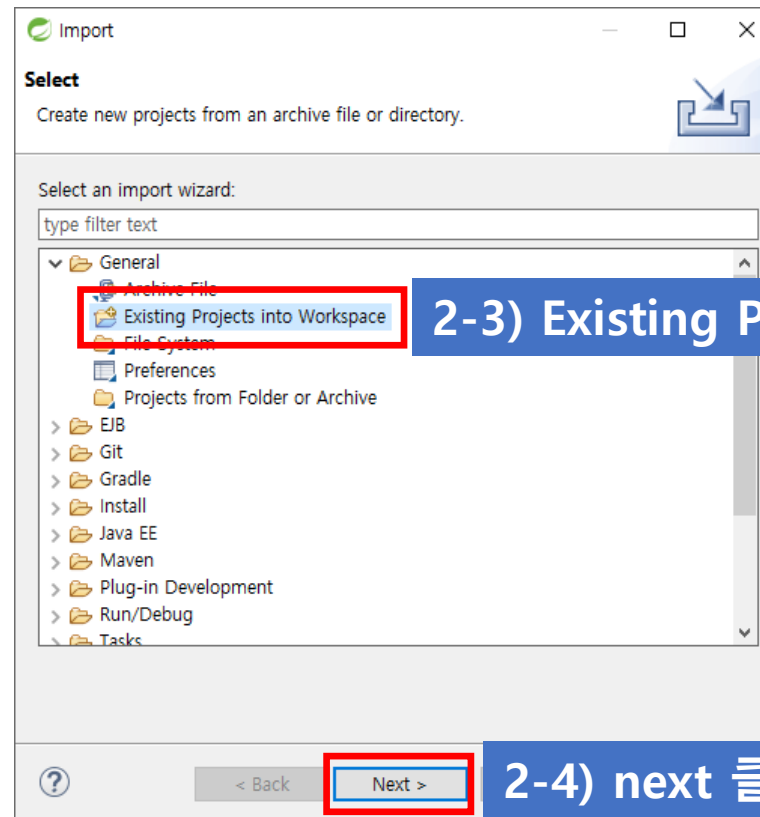 Import
Select
Create new projects from an archive file or directory.
Select an import wizard:
type filter text
General
Archive File
Existing Projects into Workspace
2-3) Existing P
File System
Preferences
Projects from Folder or Archive
EJB
Git
Gradle
Install
Java EE
Maven
Plug-in Development
Run/Debug
Tasks
< Back
Next >
2-4) next